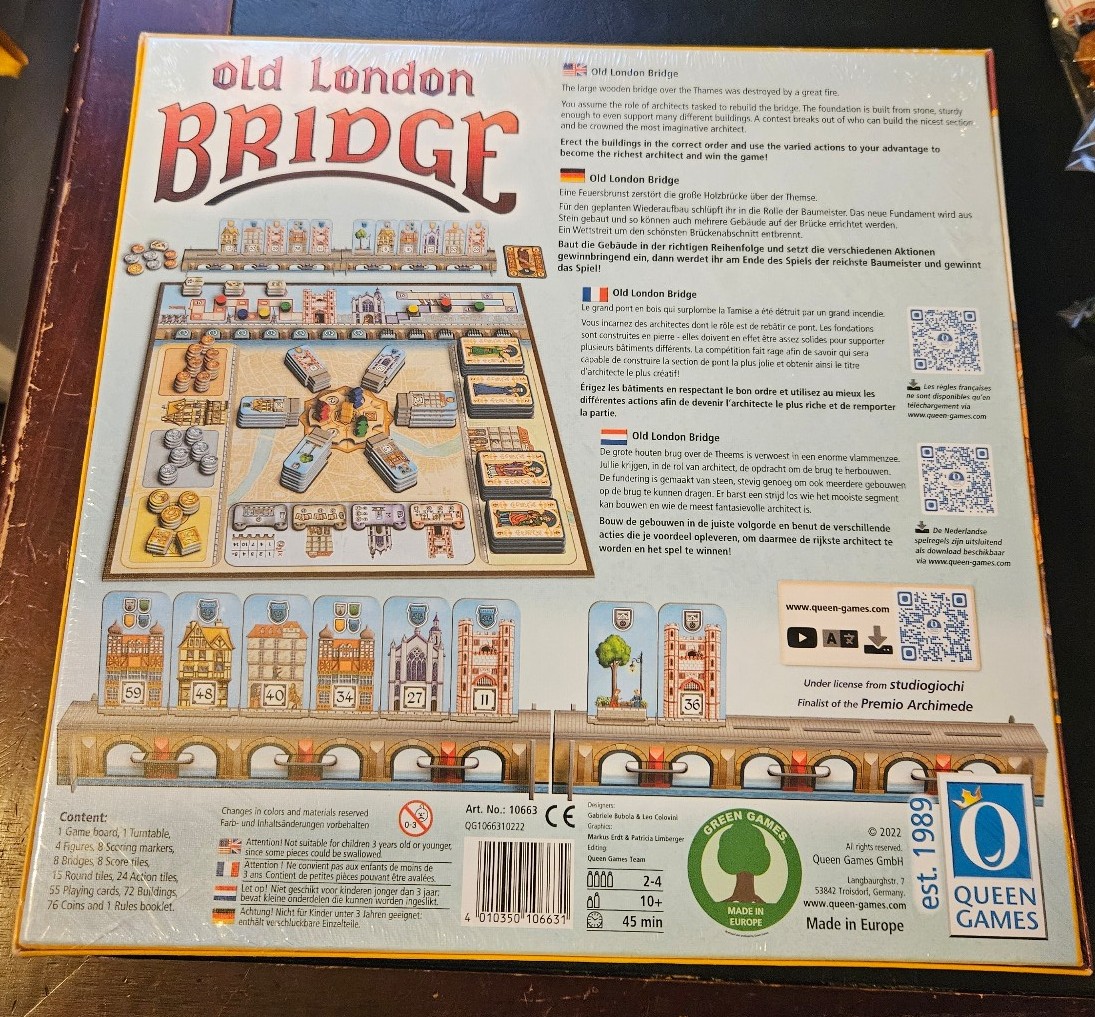 old London
BRIDGE
Old London Bridge
The large wooden bridge over the Thames was destroyed by a great fire.
You assume the role of architects tasked to rebuild the bridge. The foundation is built from stone, sturdy
enough to even support many different buildings. A contest breaks out of who can build the nicest section
and be crowned the most imaginative architect.
Erect the buildings in the correct order and use the varied actions to your advantage to
become the richest architect and win the game!
Old London Bridge
Eine Feuersbrunst zerstört die große Holzbrücke über der Themse.
Für den geplanten Wiederaufbau schlüpft ihr in die Rolle der Baumeister. Das neue Fundament wird aus
Stein gebaut und so können auch mehrere Gebäude auf der Brücke errichtet werden.
Ein Wettstreit um den schönsten Brückenabschnitt entbrennt.
Baut die Gebäude in der richtigen Reihenfolge und setzt die verschiedenen Aktionen
gewinnbringend ein, dann werdet ihr am Ende des Spiels der reichste Baumeister und gewinnt
das Spiel!
Old London Bridge
Le grand pont en bois qui surplombe la Tamise a été détruit par un grand incendie.
Vous incarnez des architectes dont le rôle est de rebâtir ce pont. Les fondations
sont construites en pierre - elles doivent en effet être assez solides pour supporter
plusieurs bâtiments différents. La compétition fait rage afin de savoir qui sera
capable de construire la section de pont la plus jolie et obtenir ainsi le titre
d'architecte le plus créatif!
Érigez les bâtiments en respectant le bon ordre et utilisez au mieux les
différentes actions afin de devenir l'architecte le plus riche et de remporter
la partie.
Les règles françaises
ne sont disponibles qu'en
téléchargement via
www.queen-games.com
Old London Bridge
De grote houten brug over de Theems is verwoest in een enorme vlammenzee.
Jullie krijgen, in de rol van architect, de opdracht om de brug te herbouwen.
De fundering is gemaakt van steen, stevig genoeg om ook meerdere gebouwen
op de brug te kunnen dragen. Er barst een strijd los wie het mooiste segment
kan bouwen en wie de meest fantasievolle architect is.
Bouw de gebouwen in de juiste volgorde en benut de verschillende
acties die je voordeel opleveren, om daarmee de rijkste architect te
worden en het spel te winnen!
De Nederlandse
spelregels zijn uitsluitend
als download beschikbaar
via www.queen-games.com
www.queen-games.com
A
Under license from studiogiochi
Finalist of the Premio Archimede
59
48
40
34
27
11
36
Content:
1 Game board, 1 Turntable,
4 Figures, 8 Scoring markers,
8 Bridges, 8 Score tiles,
15 Round tiles, 24 Action tiles,
55 Playing cards, 72 Buildings,
76 Coins and 1 Rules booklet.
Changes in colors and materials reserved
Farb- und Inhaltsänderungen vorbehalten
0-3
Attention! Not suitable for children 3 years old or younger,
since some pieces could be swallowed.
Attention ! Ne convient pas aux enfants de moins de
3 ans Contient de petites pièces pouvant être avalées.
Let op! Niet geschikt voor kinderen jonger dan 3 jaar:
bevat kleine onderdelen die kunnen worden ingeslikt.
Achtung! Nicht für Kinder unter 3 Jahren geeignet:
enthält verschluckbare Einzelteile.
Art. No.: 10663
CE
QG1066310222
4 010350 106631
Designers:
Gabriele Bubola & Leo Colovini
Graphics:
Markus Erdt & Patricia Limberger
Editing
Queen Games Team
2-4
10+
45 min
GREEN GAMES
MADE IN
EUROPE
© 2022
All rights reserved.
Queen Games GmbH
Langbaurghstr. 7
53842 Troisdorf, Germany.
www.queen-games.com
Made in Europe
est. 1989
QUEEN
GAMES